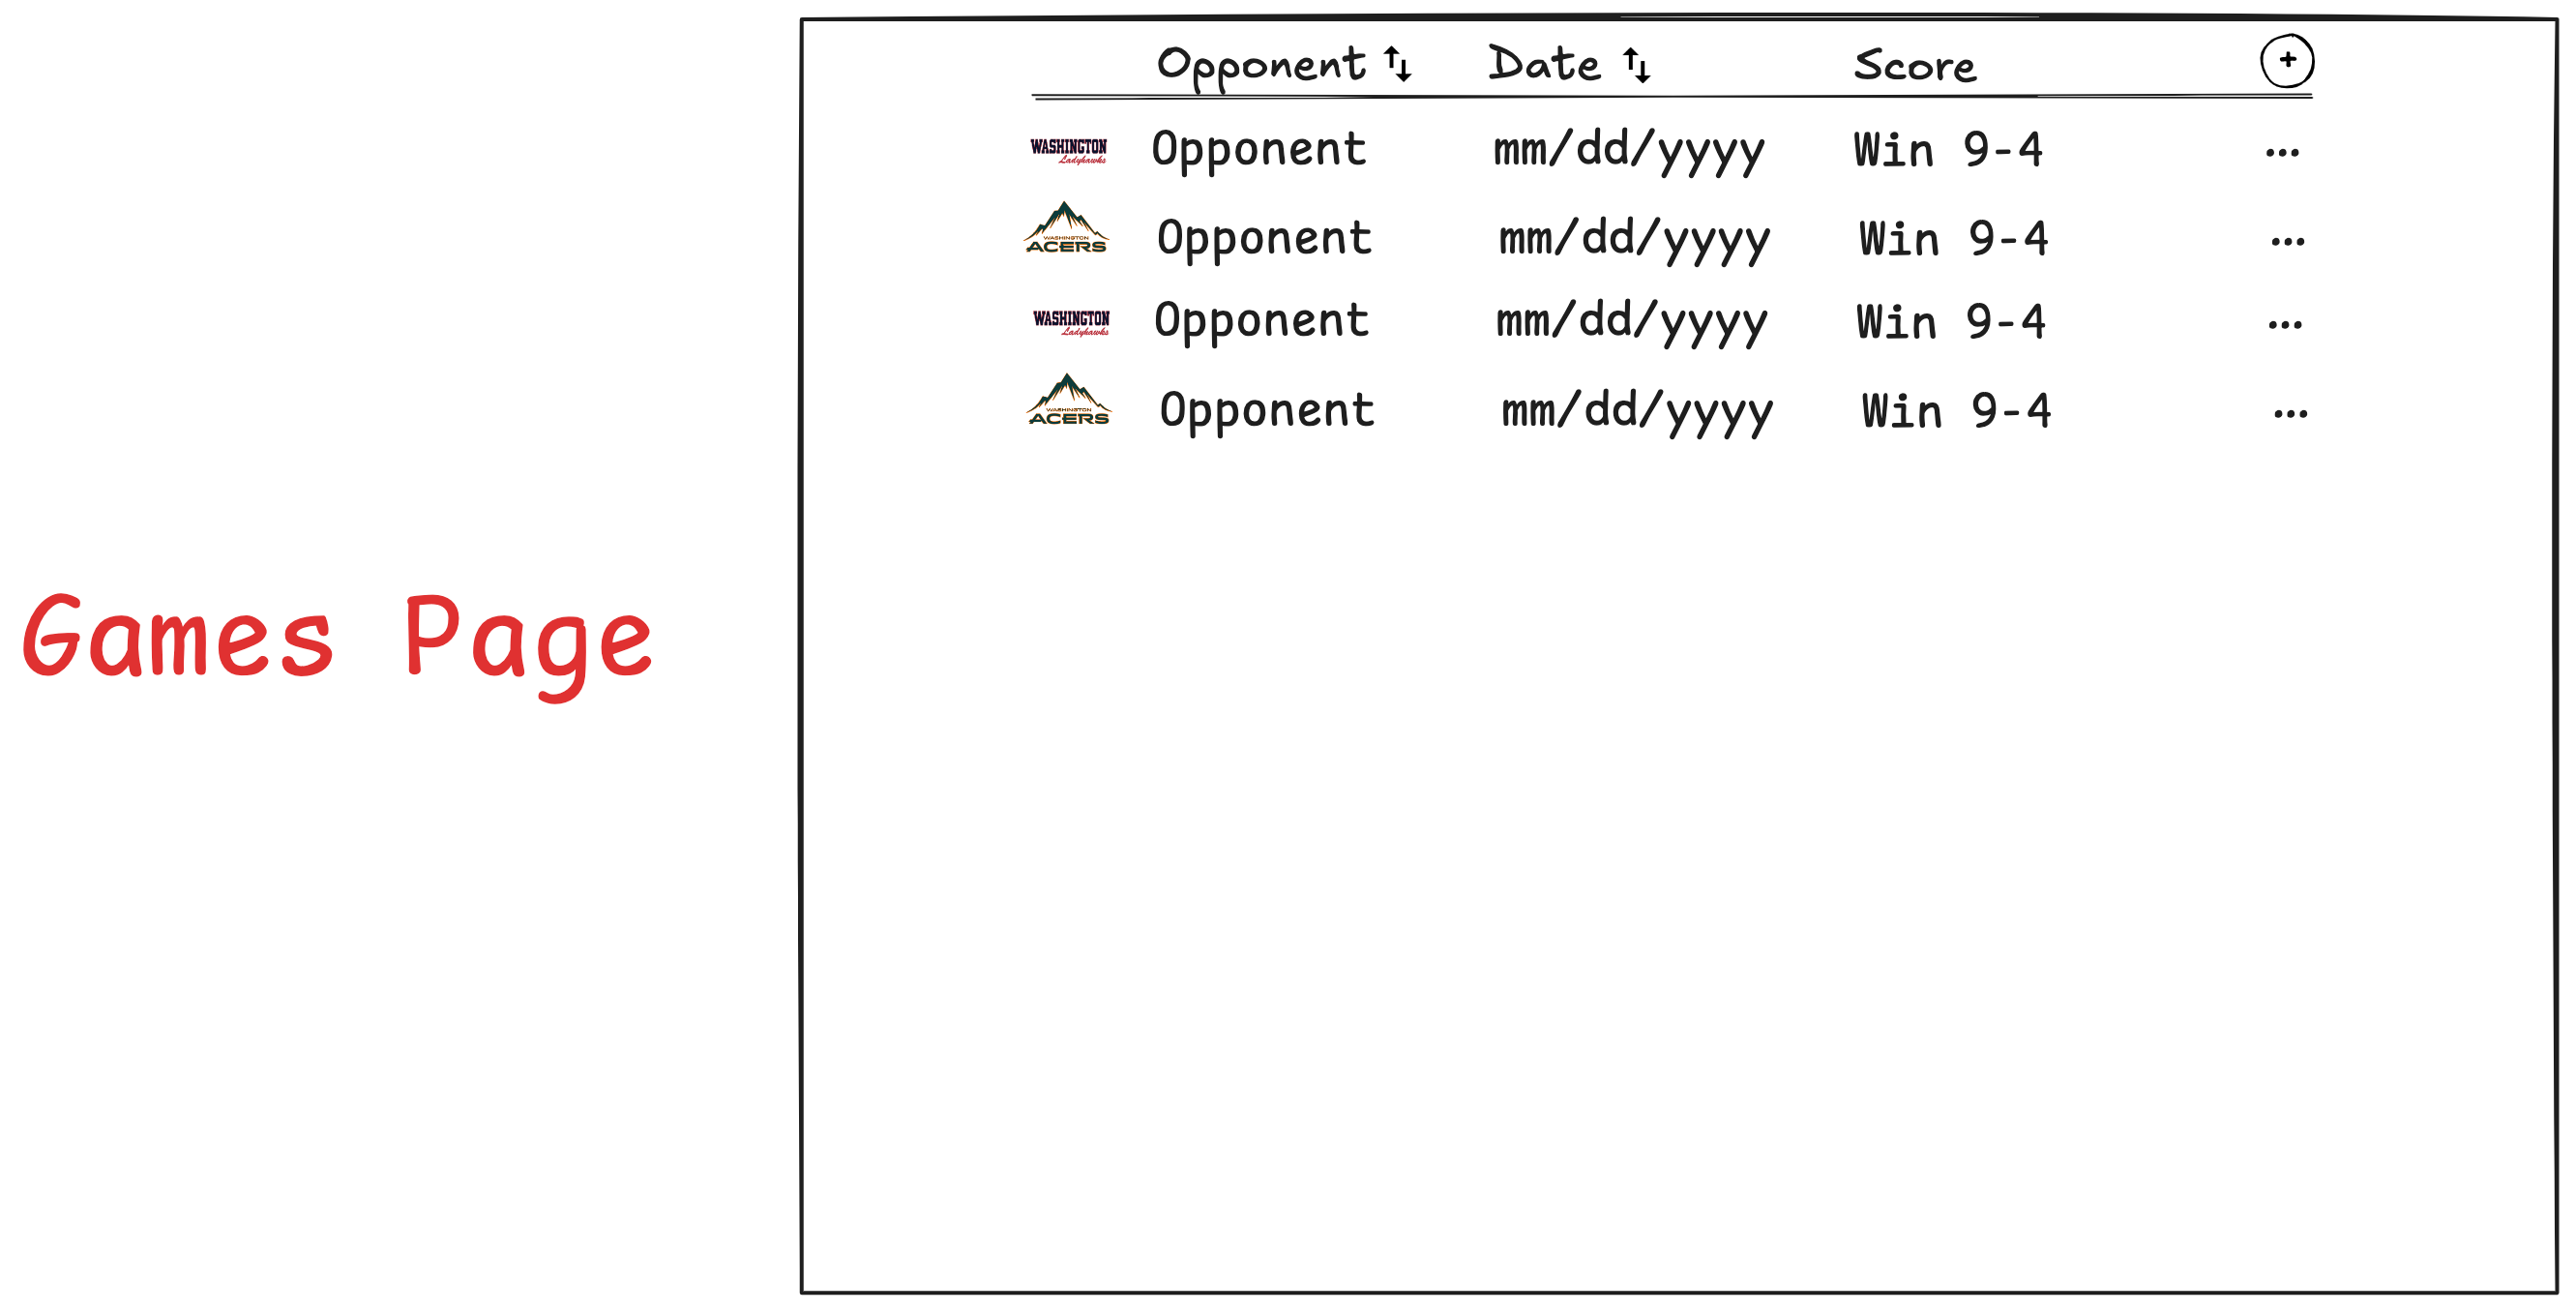 Opponent Date Score +
WASHINGTON Ladyhawks Opponent mm/dd/yyyy Win 9-4 ...
WASHINGTON ACERS Opponent mm/dd/yyyy Win 9-4 ...
WASHINGTON Ladyhawks Opponent mm/dd/yyyy Win 9-4 ...
WASHINGTON ACERS Opponent mm/dd/yyyy Win 9-4 ...
Games Page